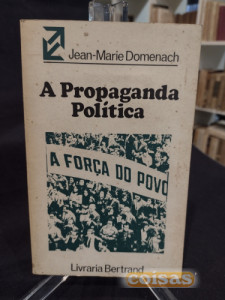 Jean-Marie Domenach
A Propaganda
Política
A FORÇA DO POVO
Livraria Bertrand
coisas